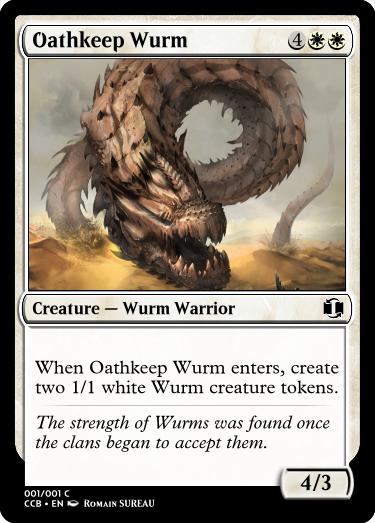 Oathkeep Wurm 4
Creature — Wurm Warrior
When Oathkeep Wurm enters, create
two 1/1 white Wurm creature tokens.
The strength of Wurms was found once
the clans began to accept them.
4/3
001/001 C
CCB • EN Romain SUREAU